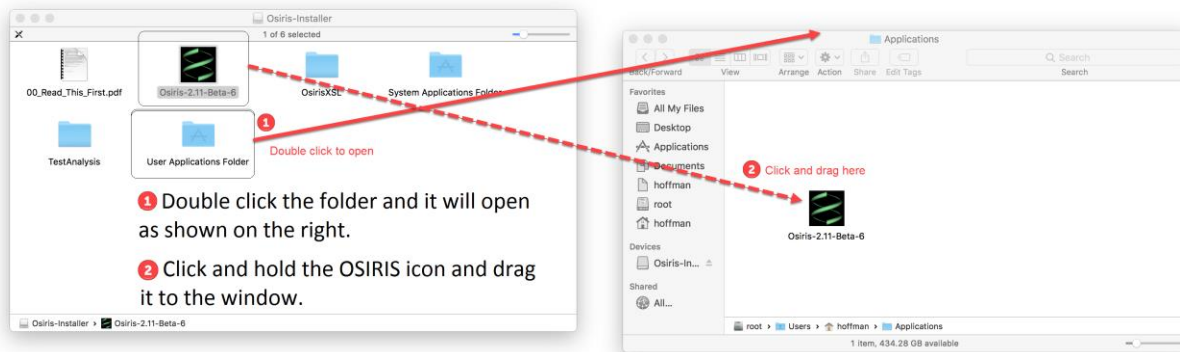 Osiris-Installer
1 of 6 selected
00_Read_This_First.pdf
Osiris-2.11-Beta-6
OsirisXSL
System Applications Folder
TestAnalysis
User Applications Folder
1
Double click to open
1 Double click the folder and it will open
as shown on the right.
2 Click and hold the OSIRIS icon and drag
it to the window.
Osiris-Installer › Osiris-2.11-Beta-6
Applications
Search
Back/Forward View Arrange Action Share Edit Tags Search
Favorites
All My Files
Desktop
Applications
Documents
hoffman
root
hoffman
Devices
Osiris-In...
Shared
All...
2 Click and drag here
Osiris-2.11-Beta-6
root › Users › hoffman › Applications
1 item, 434.28 GB available